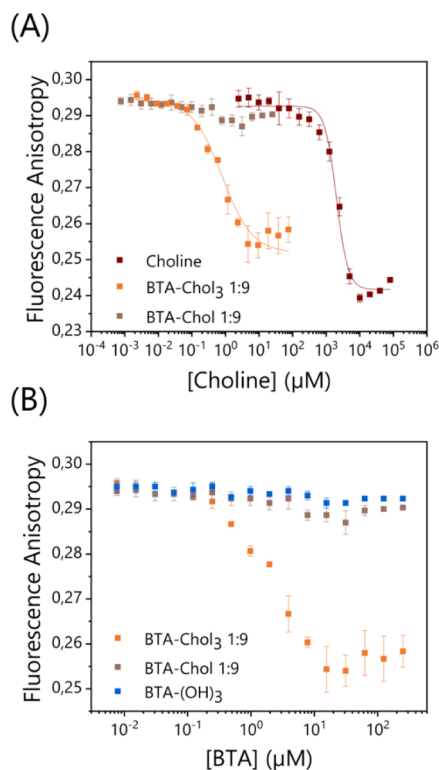 (A)
0,30
0,29
0,28
0,27
0,26
0,25
0,24
0,23
Fluorescence Anisotropy
Choline
BTA-Chol3 1:9
BTA-Chol 1:9
10-4 10-3 10-2 10-1 100 101 102 103 104 105 106
[Choline] (μM)
(B)
0,30
0,29
0,28
0,27
0,26
0,25
Fluorescence Anisotropy
BTA-Chol3 1:9
BTA-Chol 1:9
BTA-(OH)3
10-2 10-1 100 101 102
[BTA] (μM)